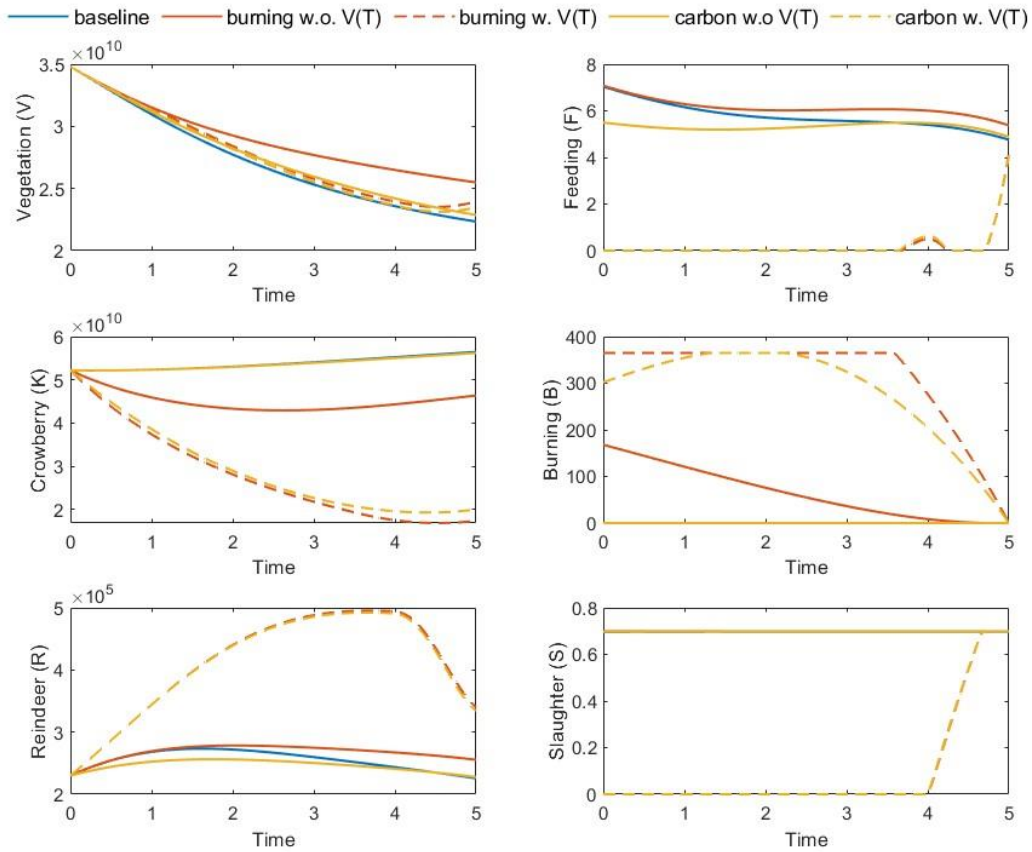 baseline burning w.o. V(T) burning w. V(T) carbon w.o V(T) carbon w. V(T)
×10^10
3.5
3
2.5
2
Vegetation (V)
0 1 2 3 4 5
Time
8
6
4
2
0
Feeding (F)
0 1 2 3 4 5
Time
×10^10
6
5
4
3
2
Crowberry (K)
0 1 2 3 4 5
Time
400
300
200
100
0
Burning (B)
0 1 2 3 4 5
Time
×10^5
5
4
3
2
Reindeer (R)
0 1 2 3 4 5
Time
0.8
0.6
0.4
0.2
0
Slaughter (S)
0 1 2 3 4 5
Time